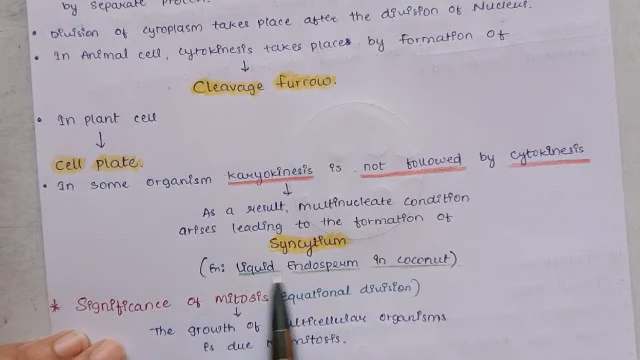 by separate
• Division of cytoplasm takes place after the division of Nucleus.
• In Animal cell, cytokinesis takes places by formation of
↓
Cleavage furrow.
• In plant cell
↓
Cell plate.
• In some organism karyokinesis is not followed by cytokinesis
↓
As a result, multinucleate condition
arises leading to the formation of
Syncytium
(En: liquid Endosperm in coconut)
* Significance of mitosis equational division)
↓
The growth of multicellular organisms
is due mitosis.